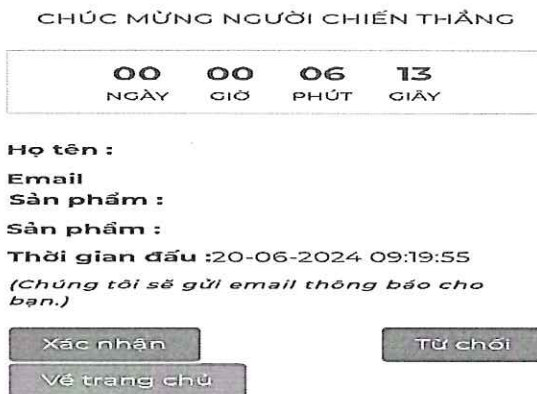 CHÚC MỪNG NGƯỜI CHIẾN THẮNG
00 00 06 13
NGÀY GIỜ PHÚT GIÂY
Họ tên :
Email
Sản phẩm :
Sản phẩm :
Thời gian đấu :20-06-2024 09:19:55
(Chúng tôi sẽ gửi email thông báo cho
bạn.)
Xác nhận Từ chối
Về trang chủ